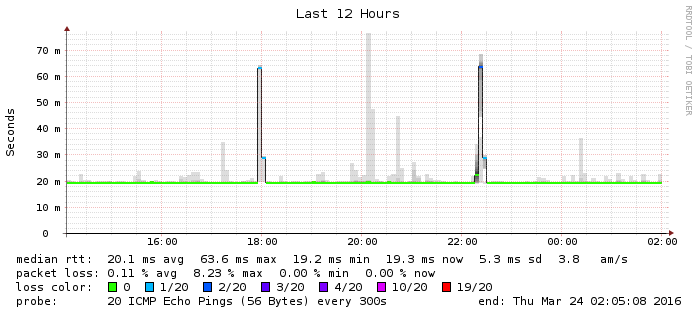 Last 12 Hours
RRDTOOL / TOBI OETIKER
Seconds
70 m
60 m
50 m
40 m
30 m
20 m
10 m
0
16:00 18:00 20:00 22:00 00:00 02:00
median rtt: 20.1 ms avg 63.6 ms max 19.2 ms min 19.3 ms now 5.3 ms sd 3.8 am/s
packet loss: 0.11 % avg 8.23 % max 0.00 % min 0.00 % now
loss color: 0 1/20 2/20 3/20 4/20 10/20 19/20
probe: 20 ICMP Echo Pings (56 Bytes) every 300s end: Thu Mar 24 02:05:08 2016